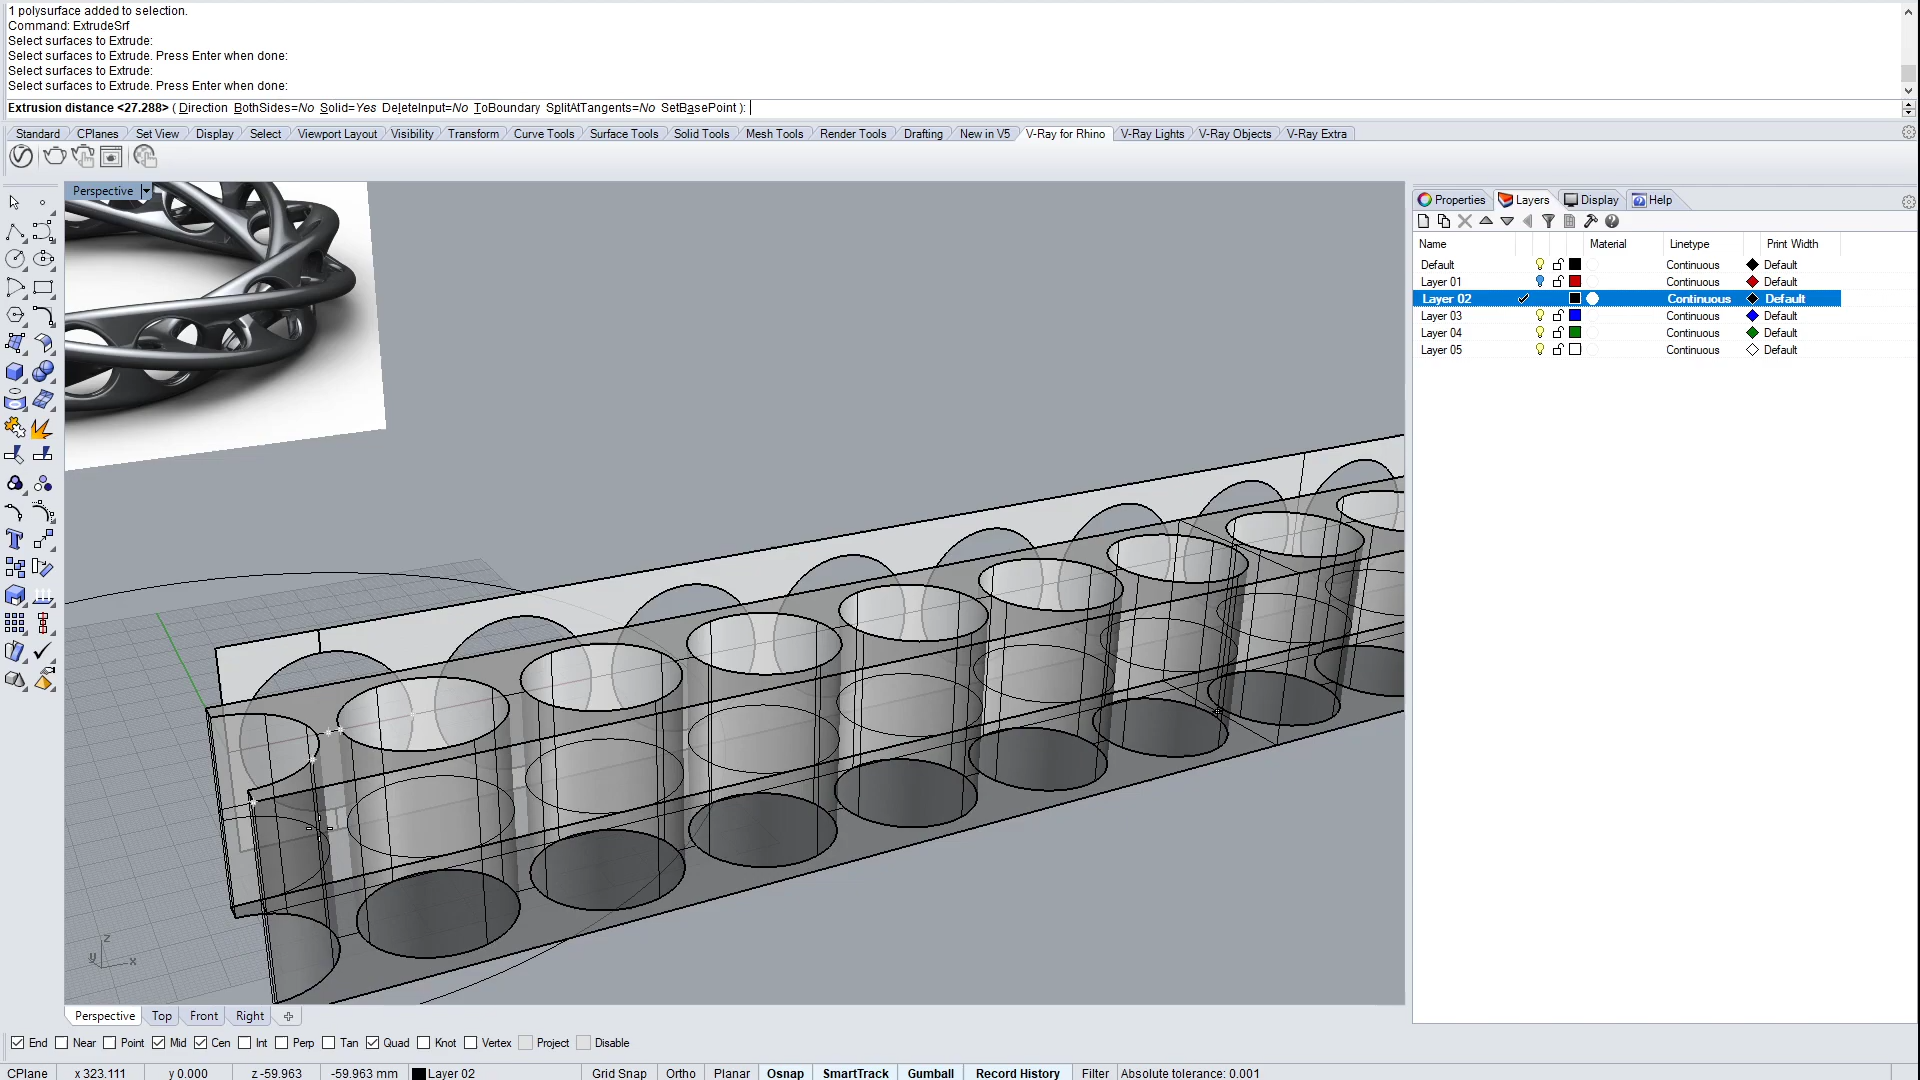 1 polysurface added to selection.
Command: ExtrudeSrf
Select surfaces to Extrude:
Select surfaces to Extrude. Press Enter when done:
Select surfaces to Extrude:
Select surfaces to Extrude. Press Enter when done:
Extrusion distance <27.288> ( Direction BothSides=No Solid=Yes DeleteInput=No ToBoundary SplitAtTangents=No SetBasePoint ):
Standard CPlanes Set View Display Select Viewport Layout Visibility Transform Curve Tools Surface Tools Solid Tools Mesh Tools Render Tools Drafting New in V5 V-Ray for Rhino V-Ray Lights V-Ray Objects V-Ray Extra
Perspective
Properties Layers Display Help
Name Material Linetype Print Width
Default Continuous Default
Layer 01 Continuous Default
Layer 02 Continuous Default
Layer 03 Continuous Default
Layer 04 Continuous Default
Layer 05 Continuous Default
z
y x
Perspective Top Front Right
End Near Point Mid Cen Int Perp Tan Quad Knot Vertex Project Disable
CPlane x 323.111 y 0.000 z -59.963 -59.963 mm Layer 02 Grid Snap Ortho Planar Osnap SmartTrack Gumball Record History Filter Absolute tolerance: 0.001